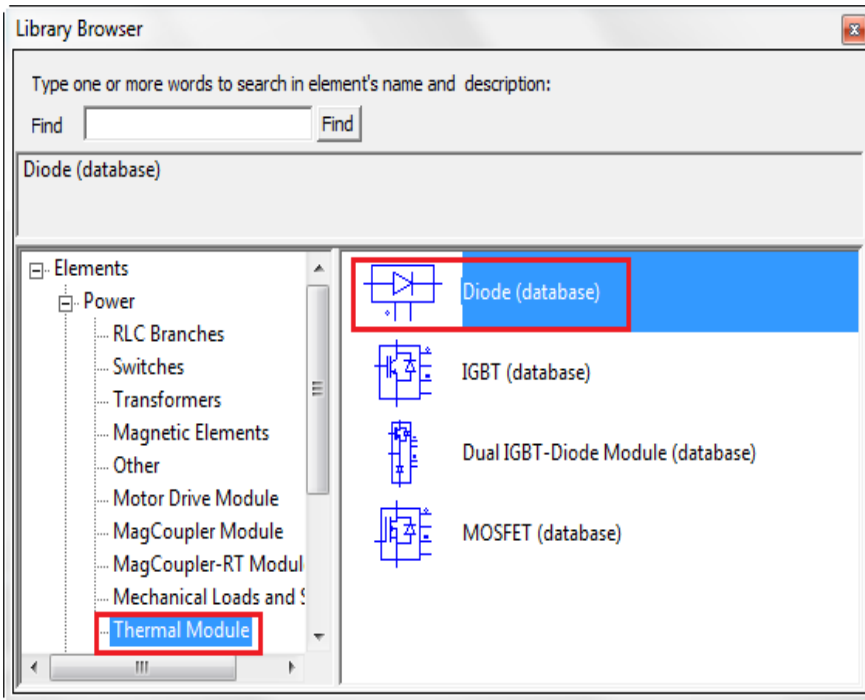 Library Browser
Type one or more words to search in element's name and description:
Find
Find
Diode (database)
Elements
Power
RLC Branches
Switches
Transformers
Magnetic Elements
Other
Motor Drive Module
MagCoupler Module
MagCoupler-RT Modul
Mechanical Loads and
Thermal Module
Diode (database)
IGBT (database)
Dual IGBT-Diode Module (database)
MOSFET (database)